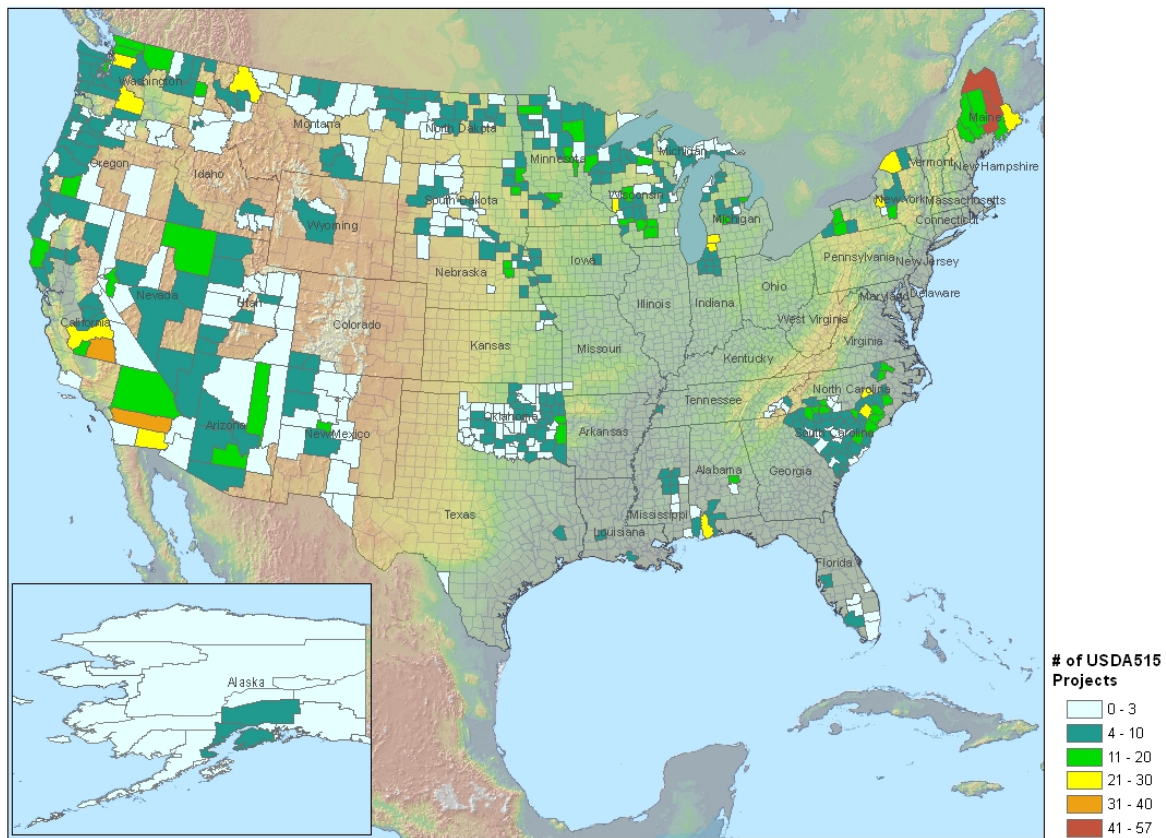 Washington
Montana
North Dakota
Minnesota
Michigan
Maine
Oregon
Idaho
Vermont
New Hampshire
South Dakota
Wisconsin
New York
Massachusetts
Wyoming
Michigan
Connecticut
Nebraska
Iowa
Pennsylvania
New Jersey
Nevada
Utah
Illinois
Indiana
Ohio
Maryland
Delaware
California
Colorado
West Virginia
Kansas
Missouri
Virginia
Kentucky
North Carolina
Tennessee
Oklahoma
Arizona
New Mexico
Arkansas
South Carolina
Alabama
Georgia
Texas
Mississippi
Louisiana
Florida
Alaska
# of USDA515
Projects
0 - 3
4 - 10
11 - 20
21 - 30
31 - 40
41 - 57